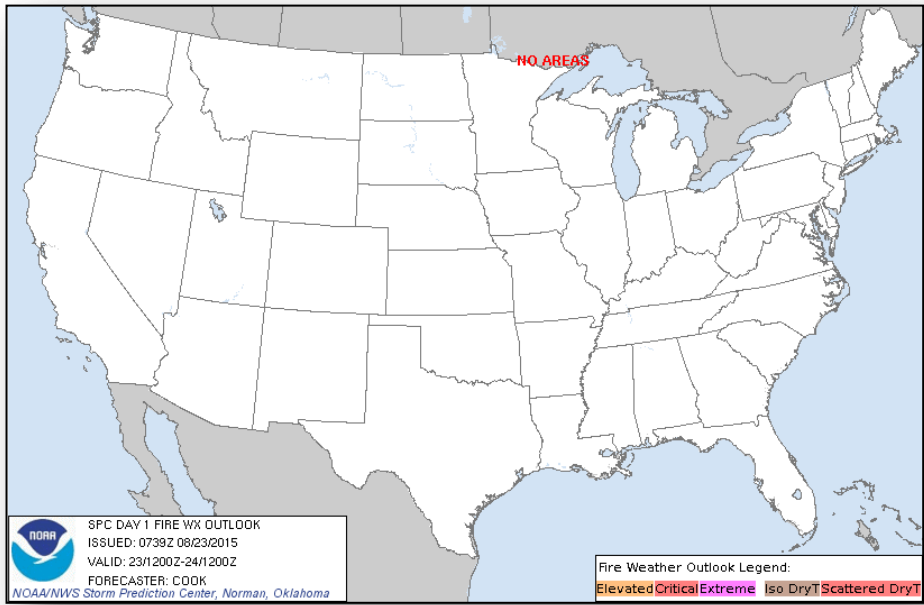 NO AREAS
NOAA
SPC DAY 1 FIRE WX OUTLOOK
ISSUED: 0739Z 08/23/2015
VALID: 23/1200Z-24/1200Z
FORECASTER: COOK
NOAA/NWS Storm Prediction Center, Norman, Oklahoma
Fire Weather Outlook Legend:
Elevated Critical Extreme Iso DryT Scattered DryT